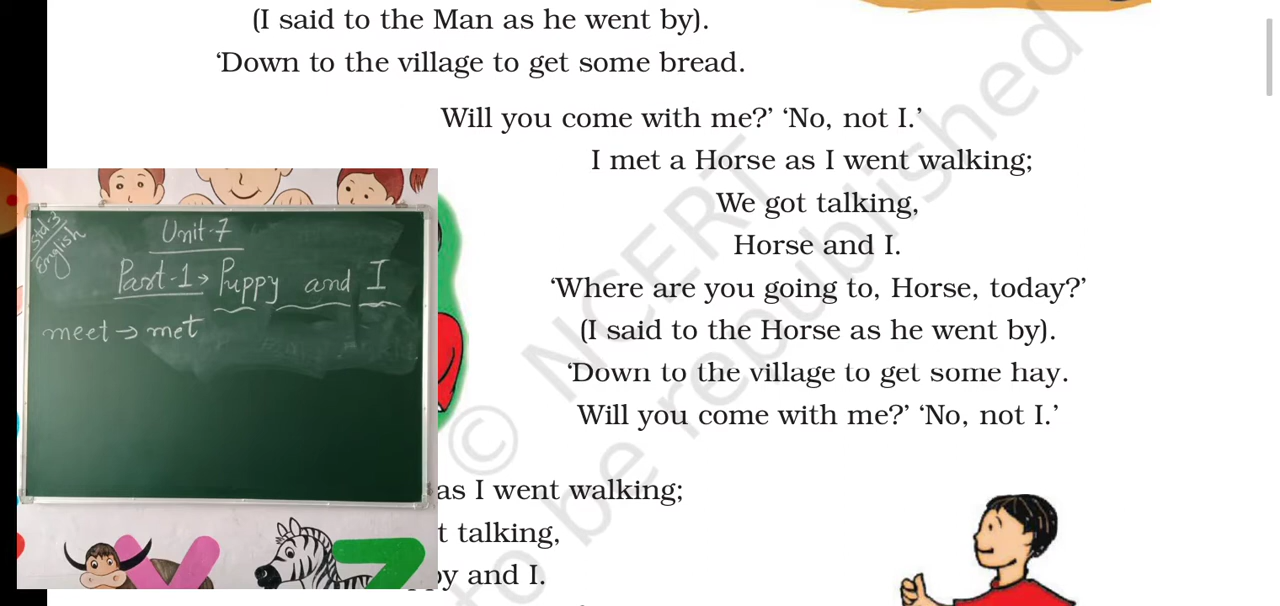 (I said to the Man as he went by).
‘Down to the village to get some bread.
Will you come with me?’ ‘No, not I.’
I met a Horse as I went walking;
We got talking,
Horse and I.
‘Where are you going to, Horse, today?’
(I said to the Horse as he went by).
‘Down to the village to get some hay.
Will you come with me?’ ‘No, not I.’
as I went walking;
t talking,
y and I.
© NCERT
to be republished
Std-3
English
Unit-7
Part-1→ Puppy and I
meet → met
Y
Z